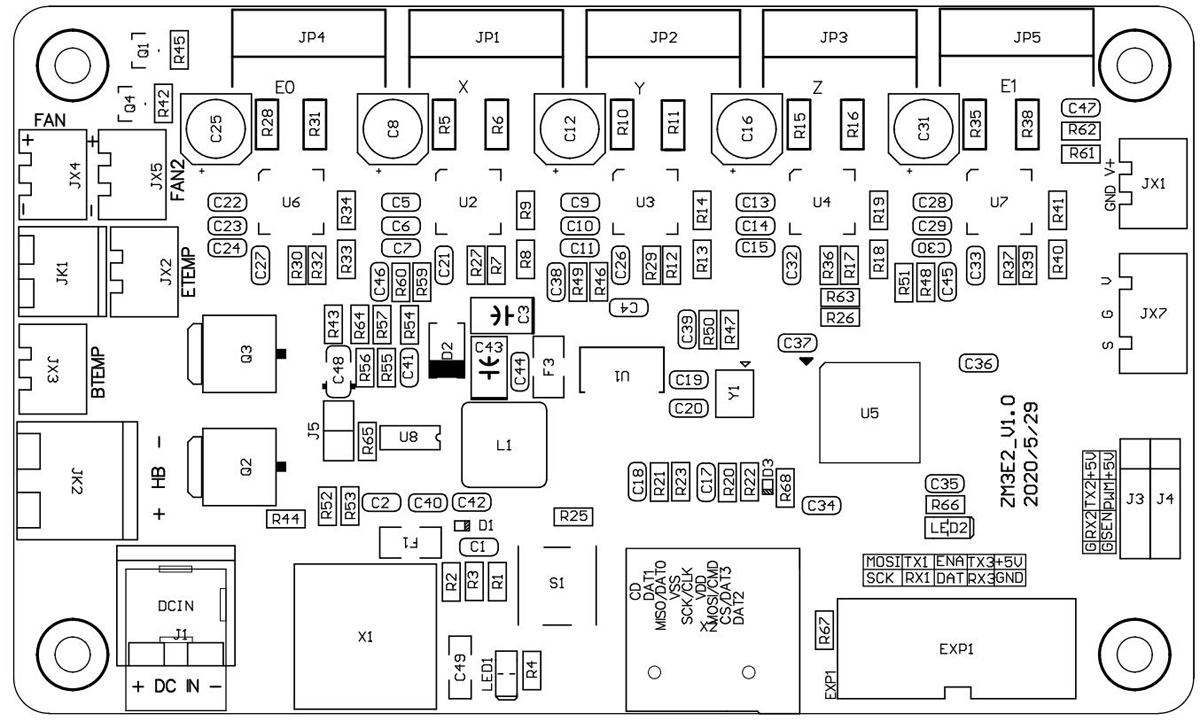 JP4 JP1 JP2 JP3 JP5
Q1 R45
E0 X Y Z E1
Q4 R42
C47
FAN
C25 R28 R31 C8 R5 R6 C12 R10 R11 C16 R15 R16 C31 R35 R38
R62
R61
+ + + + + + +
JX4 JX5 FAN2
- -
GND V+ JX1
U6 U2 U3 U4 U7
C22 R34 C5 R9 C9 R14 C13 R19 C28 R41
C23 C6 C10 C14 C29
C24 C7 C11 C15 C30
C27 R30 R32 R33 C21 R27 R7 R8 C26 R29 R12 R13 C32 R36 R17 R18 C33 R37 R39 R40
JK1 JX2 ETEMP
C46 R60 R59 C38 R49 R46 R51 R48 C45
R63
R26
V
G
S
JX7
C4
C3
R43 R64 R57 R54
C39 R50 R47
C37
Q3
D2 C43 C44 F3 U1
C48 R56 R55 C41
C36
C19
C20
Y1
JX3 BTEMP
U5
J5 R65 U8 L1
ZM3E2_V1.0
2020/5/29
JK2
-
HB
+
Q2
C18 R21 R23 C17 R20 R22 D3 R68
C34
C35
R66
LED2
GRX2TX2+5V
GSENPWM+5V
J3 J4
R44 R52 R53 C2 C40 C42
D1
R25
F1
C1
MOSI TX1 ENA TX3 +5V
SCK RX1 DAT RX3 GND
DCIN
J1
+ DC IN -
X1
R2 R3 R1
S1
CD
DAT1
MISO/DAT0
VSS
SCK/CLK
VDD
MOSI/CMD
CS/DAT3
DAT2
C49 LED1 R4
R67
EXP1
EXP1